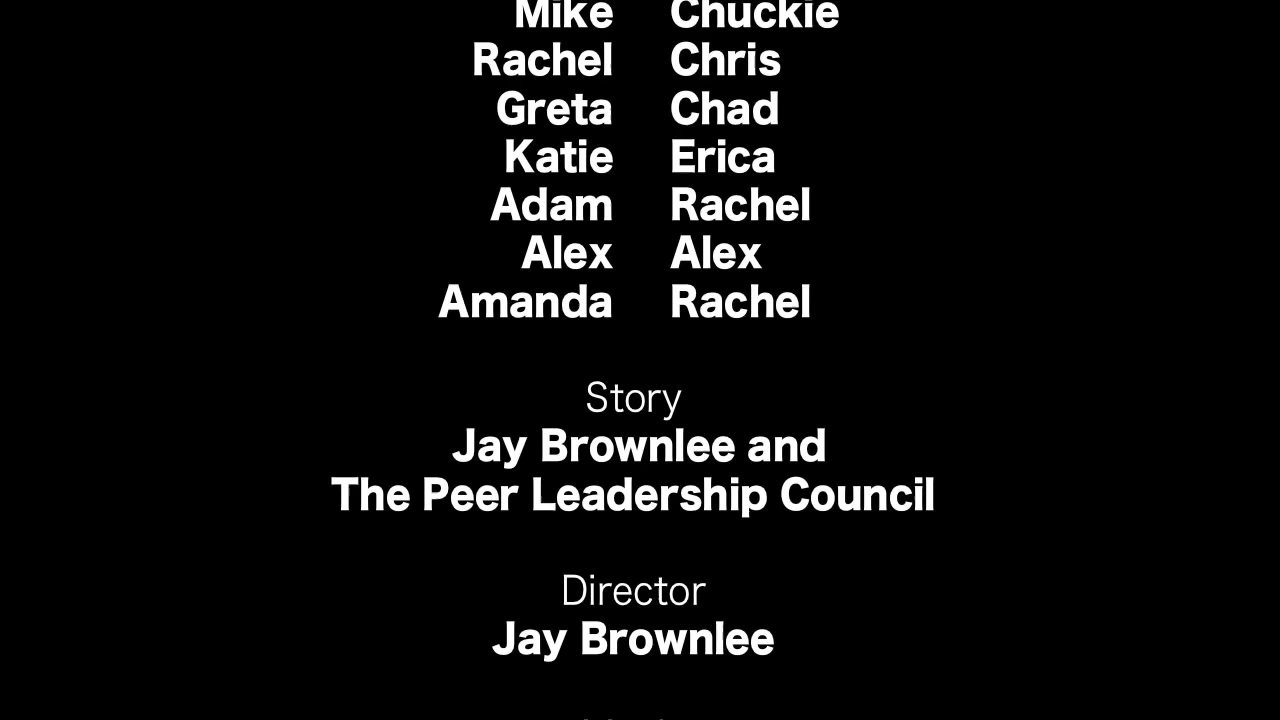 Mike Chuckie
Rachel Chris
Greta Chad
Katie Erica
Adam Rachel
Alex Alex
Amanda Rachel
Story
Jay Brownlee and
The Peer Leadership Council
Director
Jay Brownlee